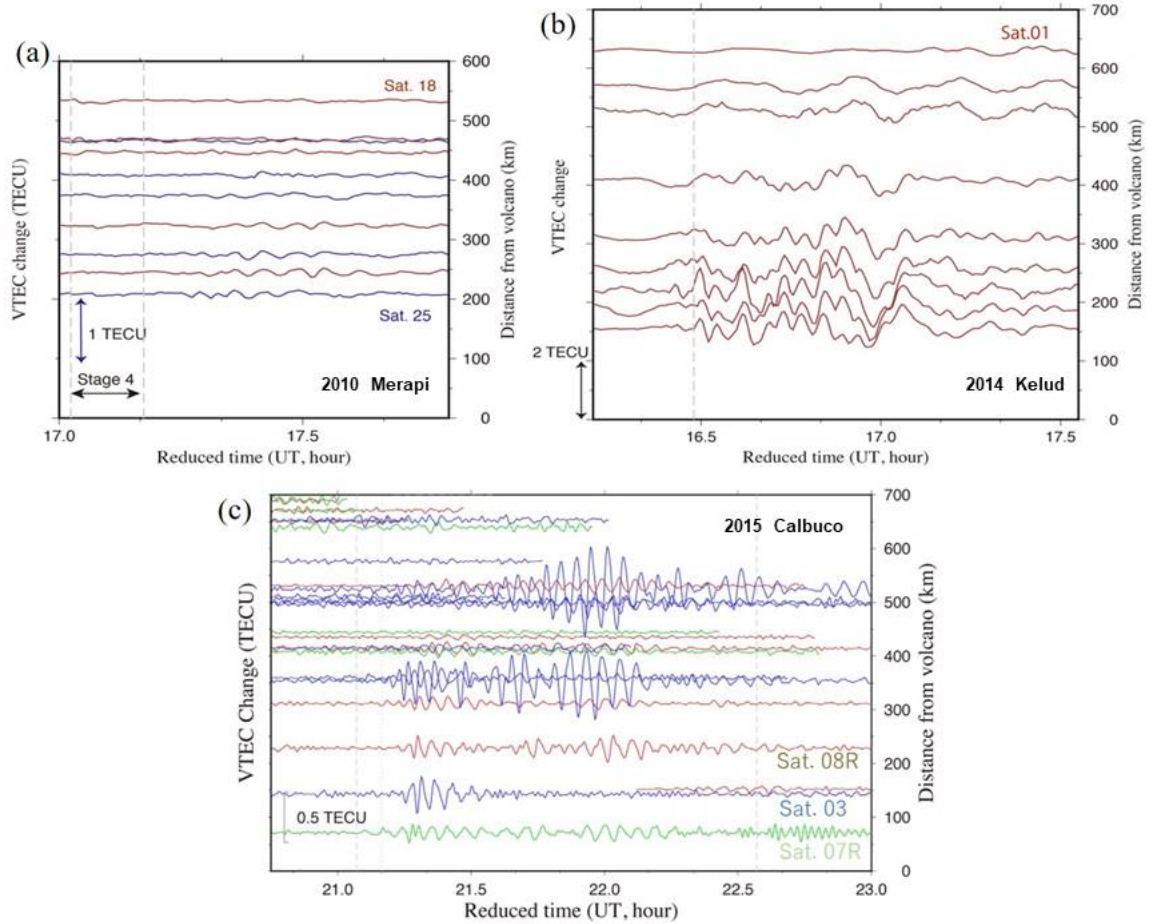 (a)
600
Sat. 18
500
400
300
200
Sat. 25
1 TECU
100
Stage 4
2010 Merapi
0
17.0
17.5
Reduced time (UT, hour)
VTEC change (TECU)
Distance from volcano (km)
(b)
700
Sat.01
600
500
400
300
200
2 TECU
100
2014 Kelud
0
16.5
17.0
17.5
Reduced time (UT, hour)
VTEC change
Distance from volcano (km)
(c)
700
2015 Calbuco
600
500
400
300
Sat. 08R
200
Sat. 03
0.5 TECU
100
Sat. 07R
0
21.0
21.5
22.0
22.5
23.0
Reduced time (UT, hour)
VTEC Change (TECU)
Distance from volcano (km)